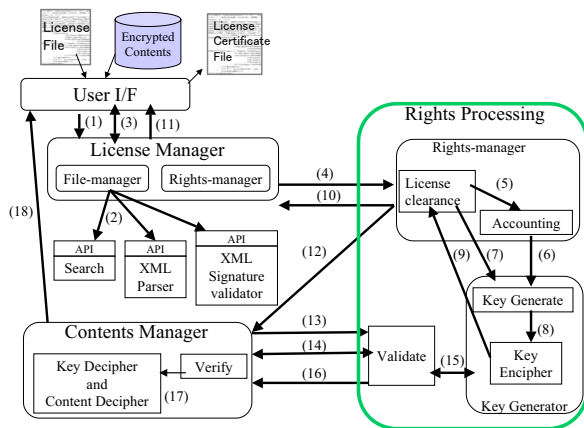 License
File
Encrypted
Contents
License
Certificate
File
User I/F
(1)
(3)
(11)
License Manager
File-manager
Rights-manager
(2)
API
Search
API
XML
Parser
API
XML
Signature
validator
(18)
(4)
(10)
(12)
Rights Processing
Rights-manager
License
clearance
(5)
Accounting
(9)
(7)
(6)
Key Generate
(8)
Key
Encipher
Key Generator
Contents Manager
Key Decipher
and
Content Decipher
Verify
(17)
(13)
(14)
(16)
Validate
(15)